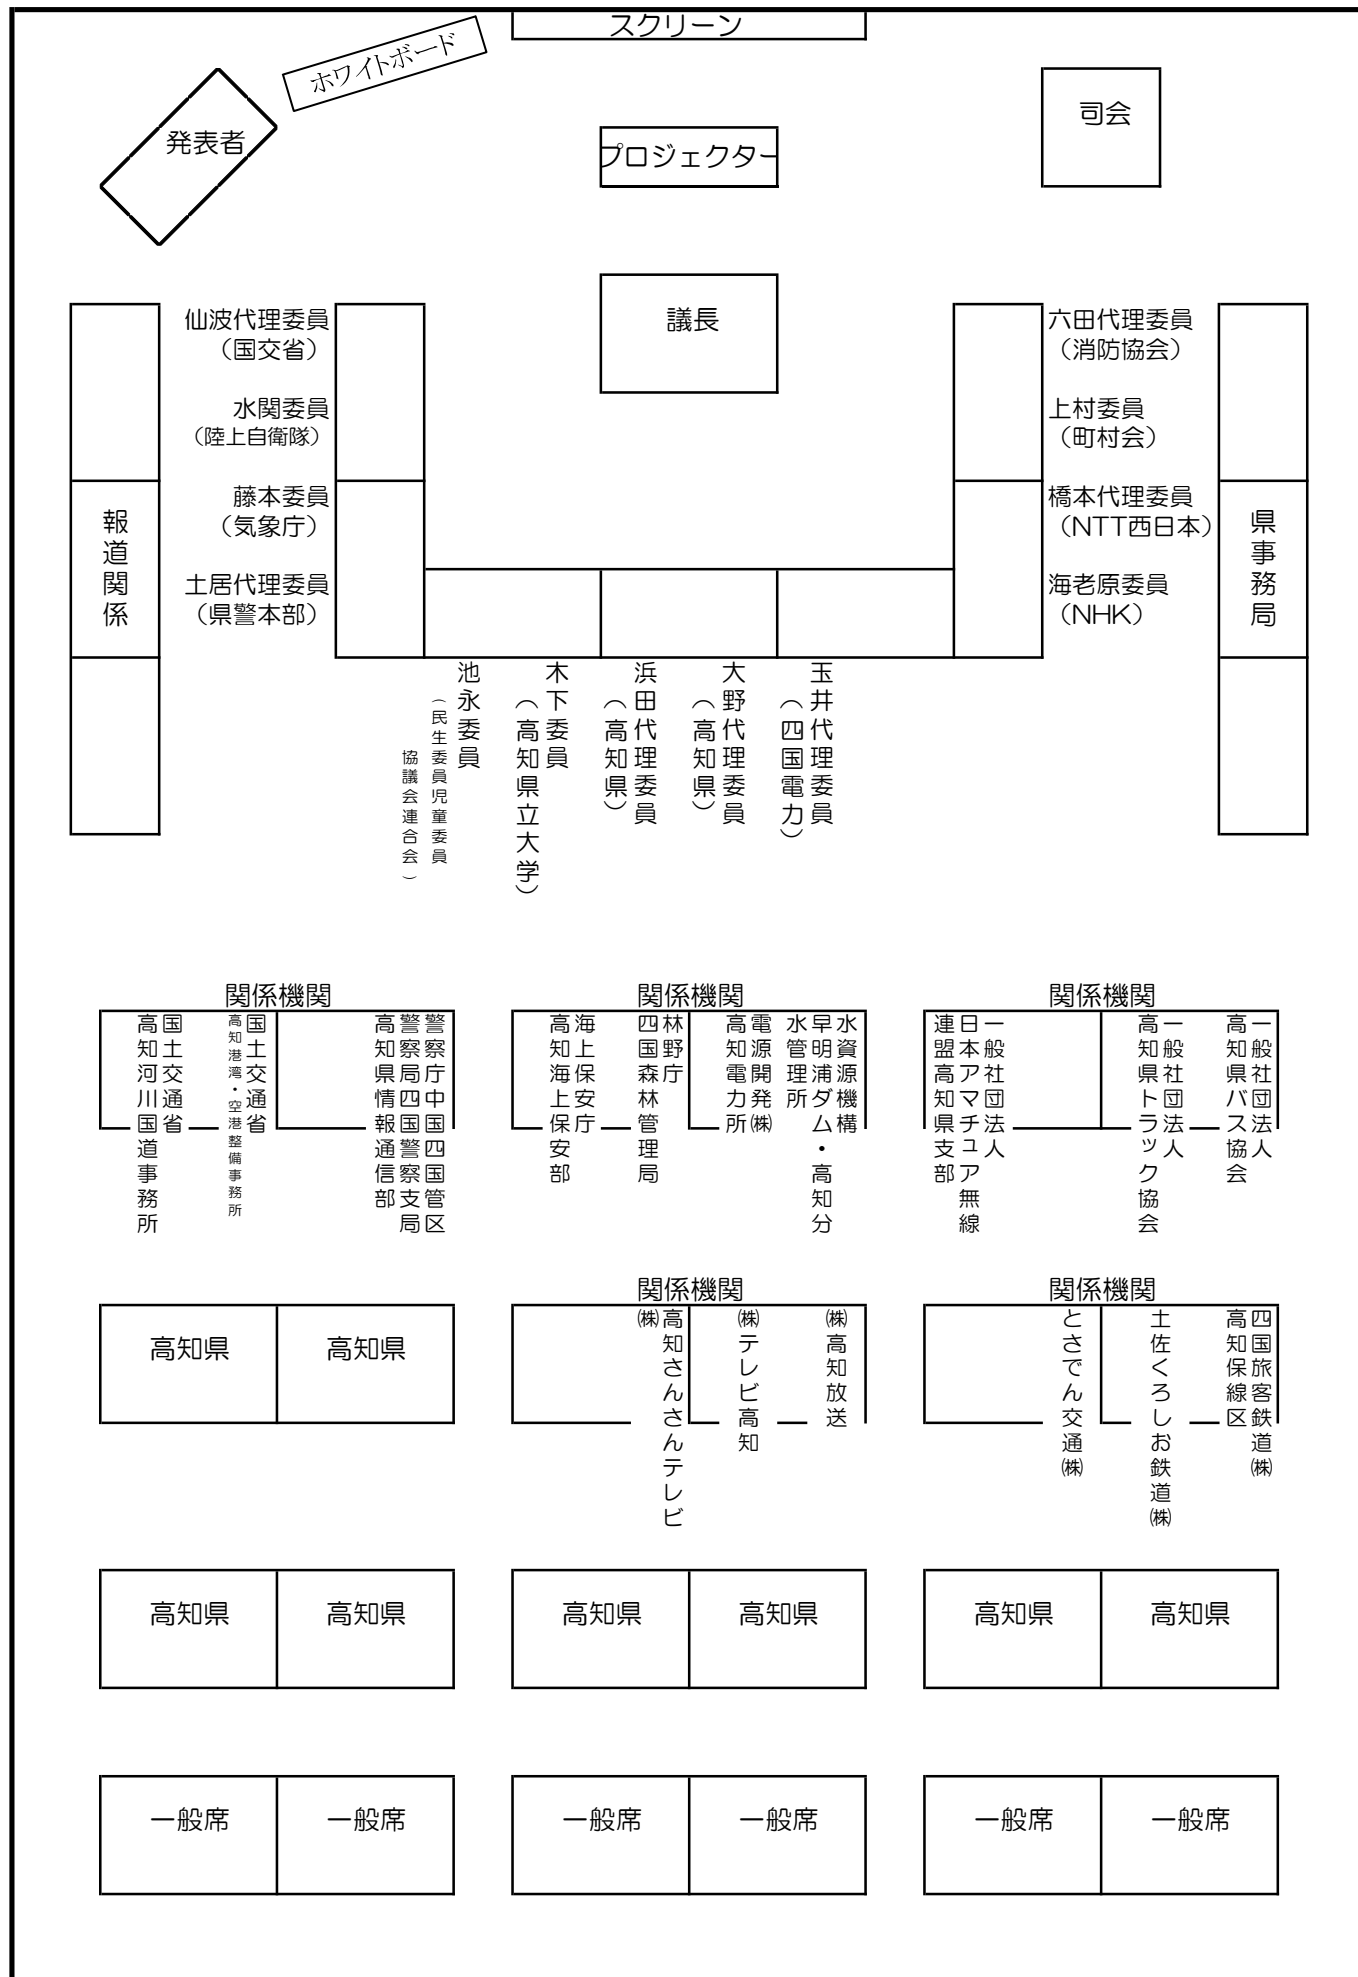 スクリーン
ホワイトボード
発表者
プロジェクター
司会
議長
仙波代理委員
（国交省）
水関委員
（陸上自衛隊）
藤本委員
（気象庁）
土居代理委員
（県警本部）
六田代理委員
（消防協会）
上村委員
（町村会）
橋本代理委員
（NTT西日本）
海老原委員
（NHK）
報道関係
県事務局
池永委員
（民生委員児童委員
協議会連合会）
木下委員
（高知県立大学）
浜田代理委員
（高知県）
大野代理委員
（高知県）
玉井代理委員
（四国電力）
関係機関
国土交通省
高知河川国道事務所
国土交通省
高知港湾・空港整備事務所
警察庁中国四国管区
警察局四国警察支局
高知県情報通信部
関係機関
海上保安庁
高知海上保安部
林野庁
四国森林管理局
電源開発㈱
高知電力所
水資源機構
早明浦ダム・高知分
水管理所
関係機関
一般社団法人
日本アマチュア無線
連盟高知県支部
一般社団法人
高知県トラック協会
一般社団法人
高知県バス協会
高知県
高知県
関係機関
高知さんさんテレビ
㈱
㈱テレビ高知
㈱高知放送
関係機関
とさでん交通㈱
土佐くろしお鉄道㈱
四国旅客鉄道㈱
高知保線区
高知県
高知県
高知県
高知県
高知県
高知県
一般席
一般席
一般席
一般席
一般席
一般席